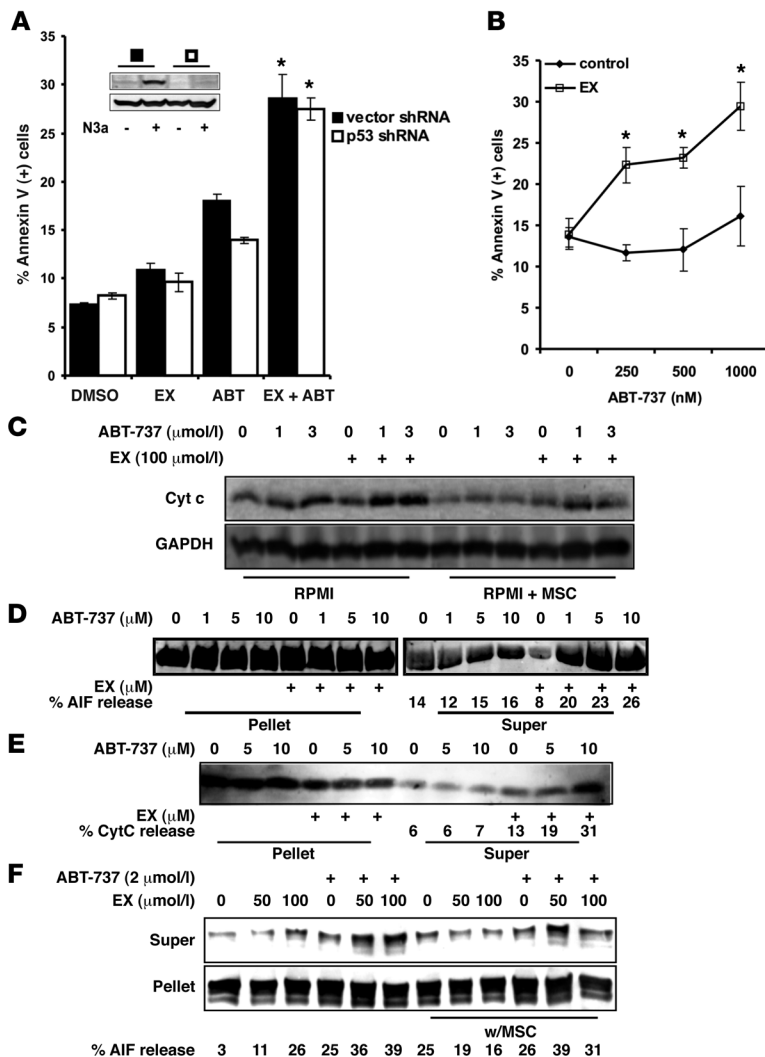 A
% Annexin V (+) cells
35
30
25
20
15
10
5
0
N3a - + - +
* *
vector shRNA
p53 shRNA
DMSO EX ABT EX + ABT
B
% Annexin V (+) cells
35
30
25
20
15
10
5
0
control
EX
* * *
0 250 500 1000
ABT-737 (nM)
C
ABT-737 (μmol/l) 0 1 3 0 1 3 0 1 3 0 1 3
EX (100 μmol/l) + + + + + +
Cyt c
GAPDH
RPMI RPMI + MSC
D
ABT-737 (μM) 0 1 5 10 0 1 5 10 0 1 5 10 0 1 5 10
EX (μM) + + + + + + + +
% AIF release 14 12 15 16 8 20 23 26
Pellet Super
E
ABT-737 (μM) 0 5 10 0 5 10 0 5 10 0 5 10
EX (μM) + + + + + +
% CytC release 6 6 7 13 19 31
Pellet Super
F
ABT-737 (2 μmol/l) + + + + + +
EX (μmol/l) 0 50 100 0 50 100 0 50 100 0 50 100
Super
Pellet
w/MSC
% AIF release 3 11 26 25 36 39 25 19 16 26 39 31